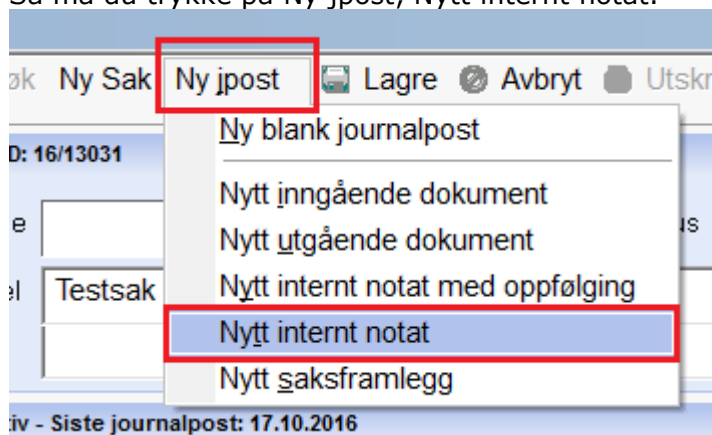 Så må du trykke på Ny jpost, Nytt internt notat.
øk Ny Sak Ny jpost Lagre Avbryt Utskr
D: 16/13031
Ny blank journalpost
Nytt inngående dokument
e
us
Nytt utgående dokument
el Testsak
Nytt internt notat med oppfølging
Nytt internt notat
Nytt saksframlegg
tiv - Siste journalpost: 17.10.2016